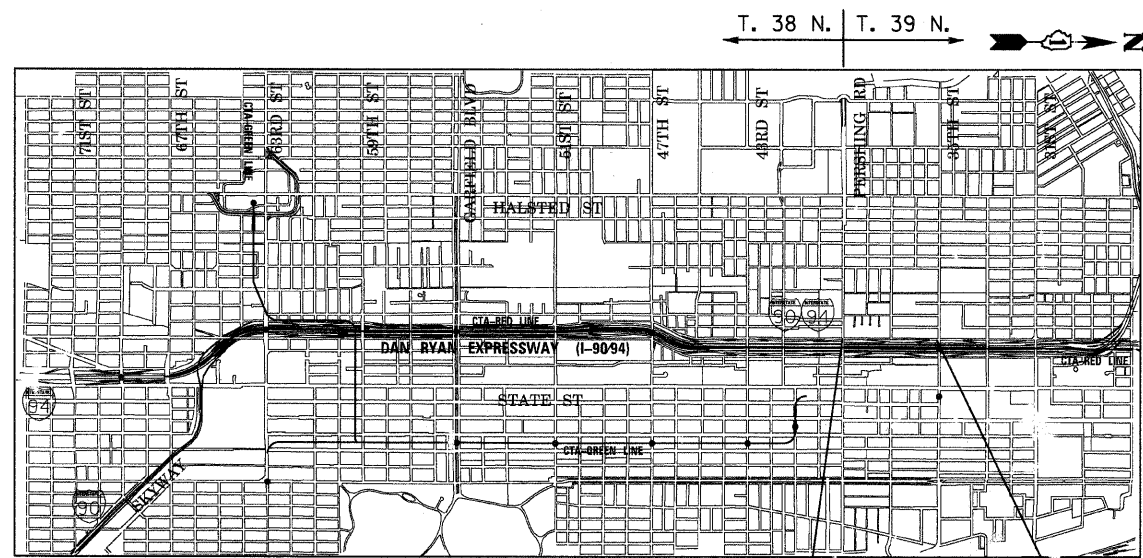 T. 38 N. T. 39 N.
N
71ST ST
67TH ST
CTA-GREEN LINE
63RD ST
59TH ST
GARFIELD BLVD
51ST ST
47TH ST
43RD ST
PERSHING RD
35TH ST
31ST ST
HALSTED ST
INTERSTATE INTERSTATE
90 94
CTA-RED LINE
DAN RYAN EXPRESSWAY (I-90/94)
CTA-RED LINE
94
STATE ST
CTA-GREEN LINE
SKYWAY
90